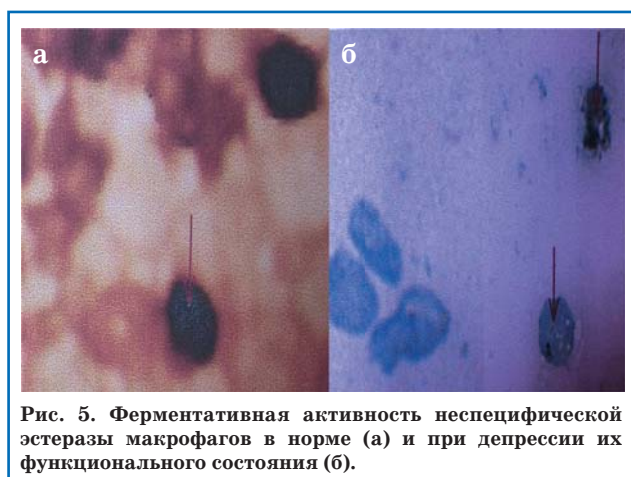 а
б
Рис. 5. Ферментативная активность неспецифической
эстеразы макрофагов в норме (а) и при депрессии их
функционального состояния (б).